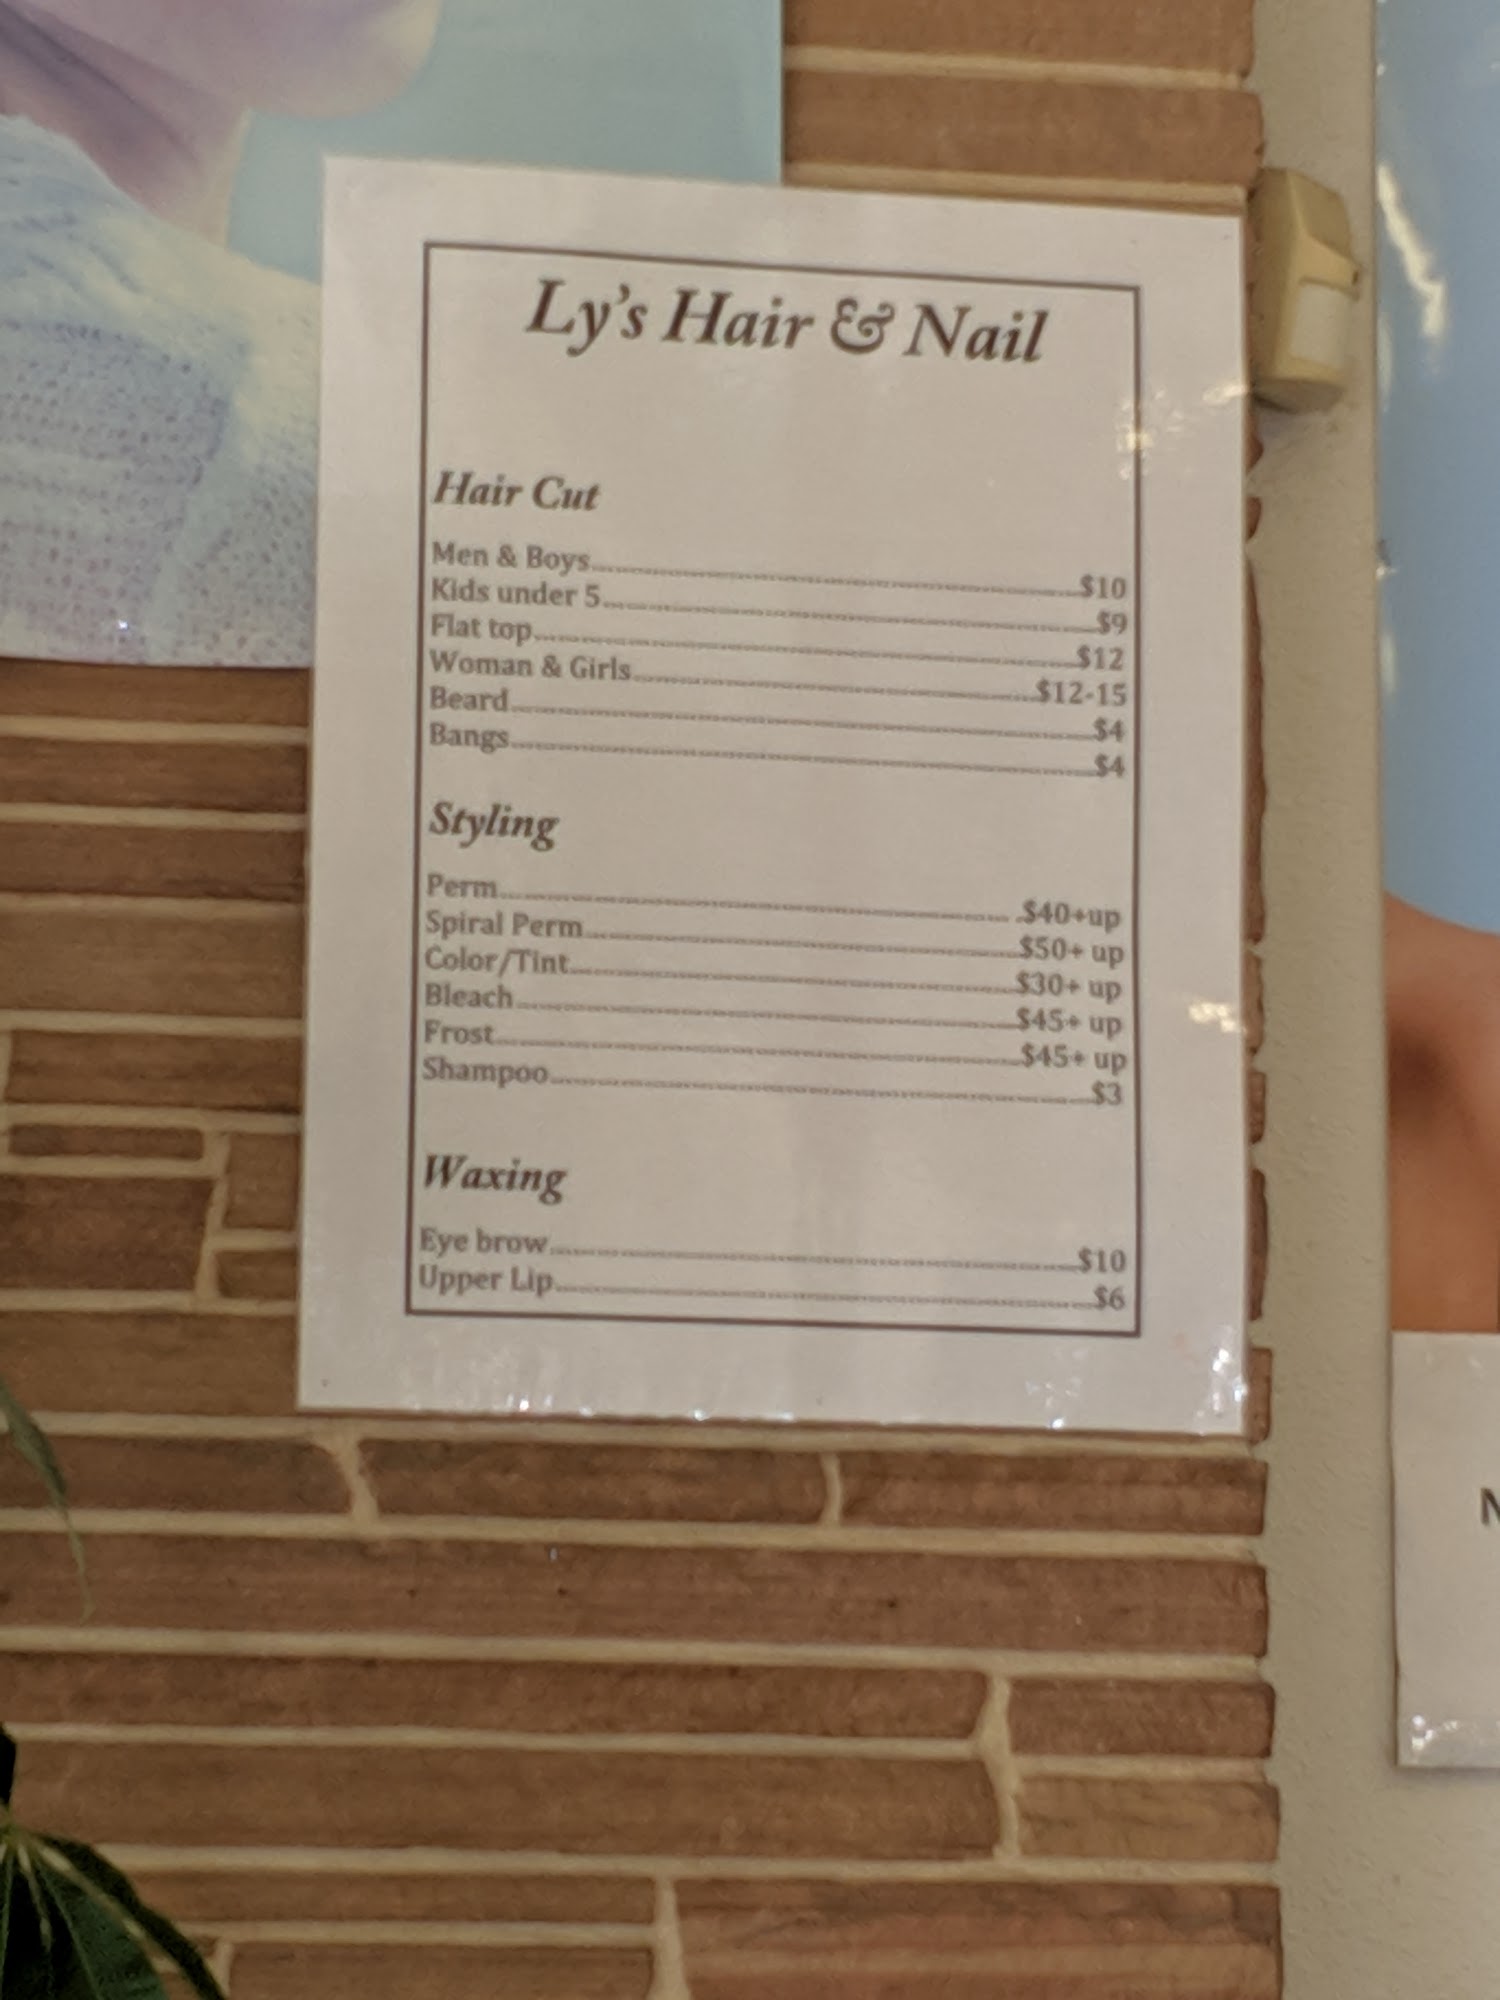 Ly's Hair & Nail
Hair Cut
Men & Boys $10
Kids under 5 $9
Flat top $12
Woman & Girls $12-15
Beard $4
Bangs $4
Styling
Perm $40+up
Spiral Perm $50+ up
Color/Tint $30+ up
Bleach $45+ up
Frost $45+ up
Shampoo $3
Waxing
Eye brow $10
Upper Lip $6